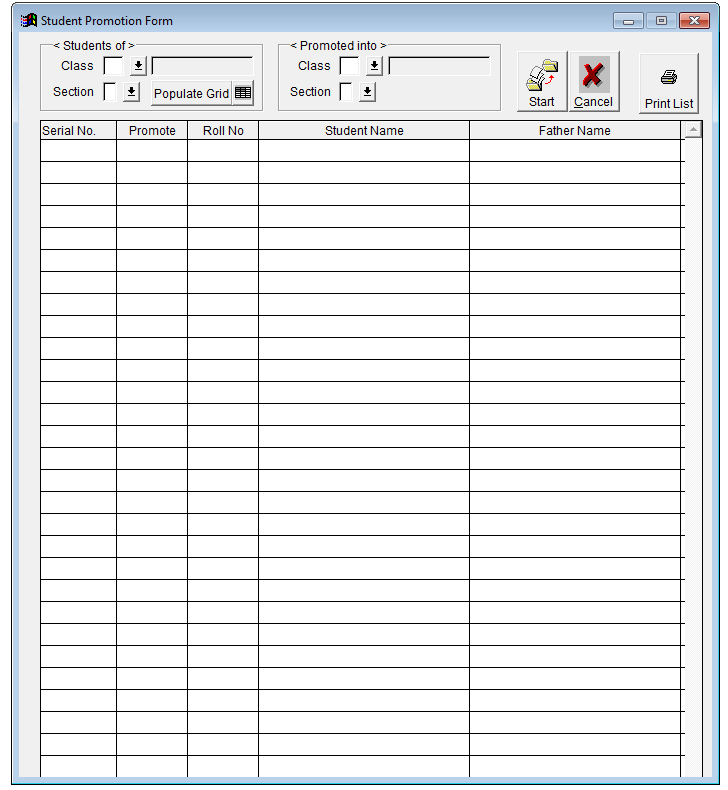 Student Promotion Form
< Students of >
Class
Section
Populate Grid
< Promoted into >
Class
Section
Start
Cancel
Print List
Serial No. Promote Roll No Student Name Father Name